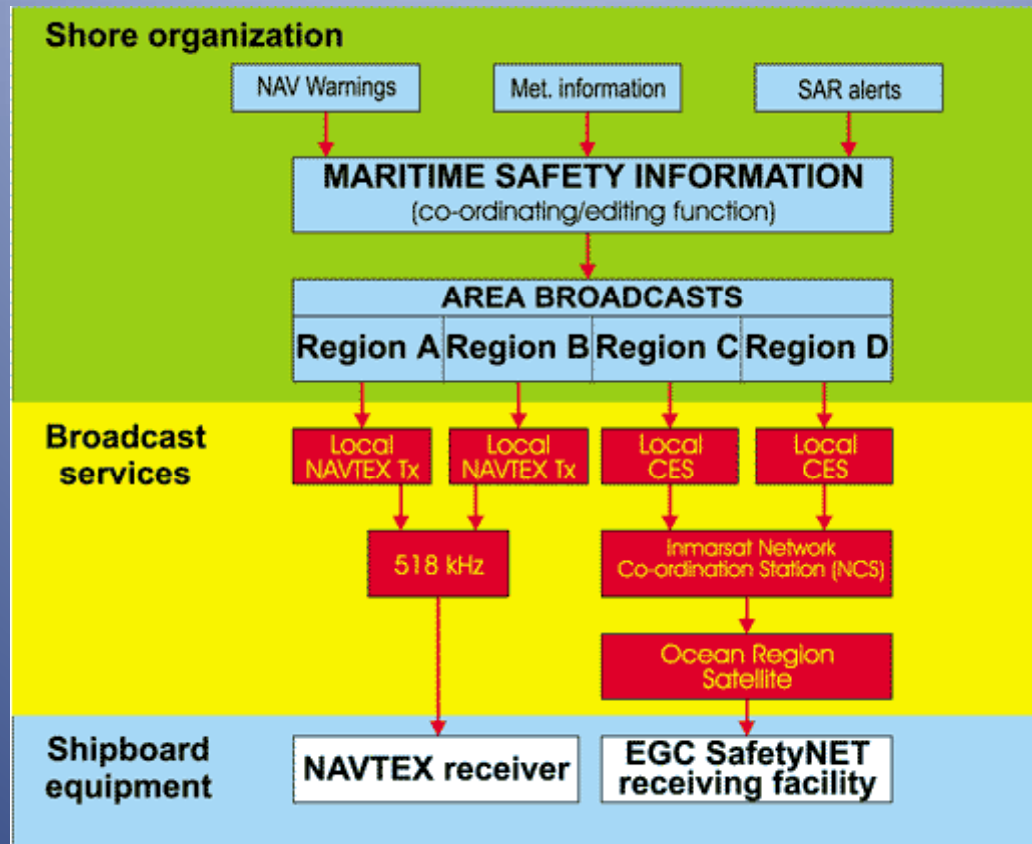 Shore organization
NAV Warnings
Met. information
SAR alerts
MARITIME SAFETY INFORMATION
(co-ordinating/editing function)
AREA BROADCASTS
Region A
Region B
Region C
Region D
Broadcast
services
Local
NAVTEX Tx
Local
NAVTEX Tx
Local
CES
Local
CES
518 kHz
Inmarsat Network
Co-ordination Station (NCS)
Ocean Region
Satellite
Shipboard
equipment
NAVTEX receiver
EGC SafetyNET
receiving facility